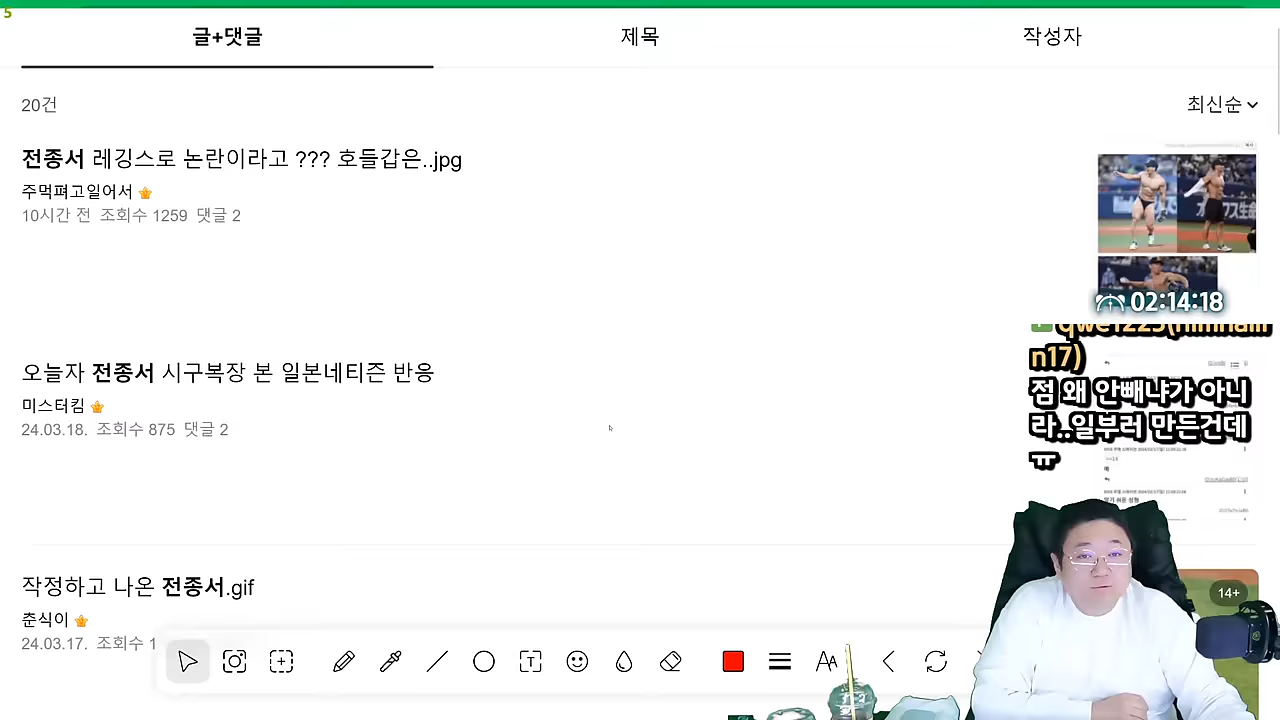 5
글+댓글
제목
작성자
20건
최신순
전종서 레깅스로 논란이라고 ??? 호들갑은..jpg
주먹펴고일어서
10시간 전 조회수 1259 댓글 2
02:14:18
n17)
점 왜 안빼냐가 아니
라..일부러 만든건데
ㅠ
오늘자 전종서 시구복장 본 일본네티즌 반응
미스터킴
24.03.18. 조회수 875 댓글 2
작정하고 나온 전종서.gif
춘식이
24.03.17. 조회수 1
14+
T
AA